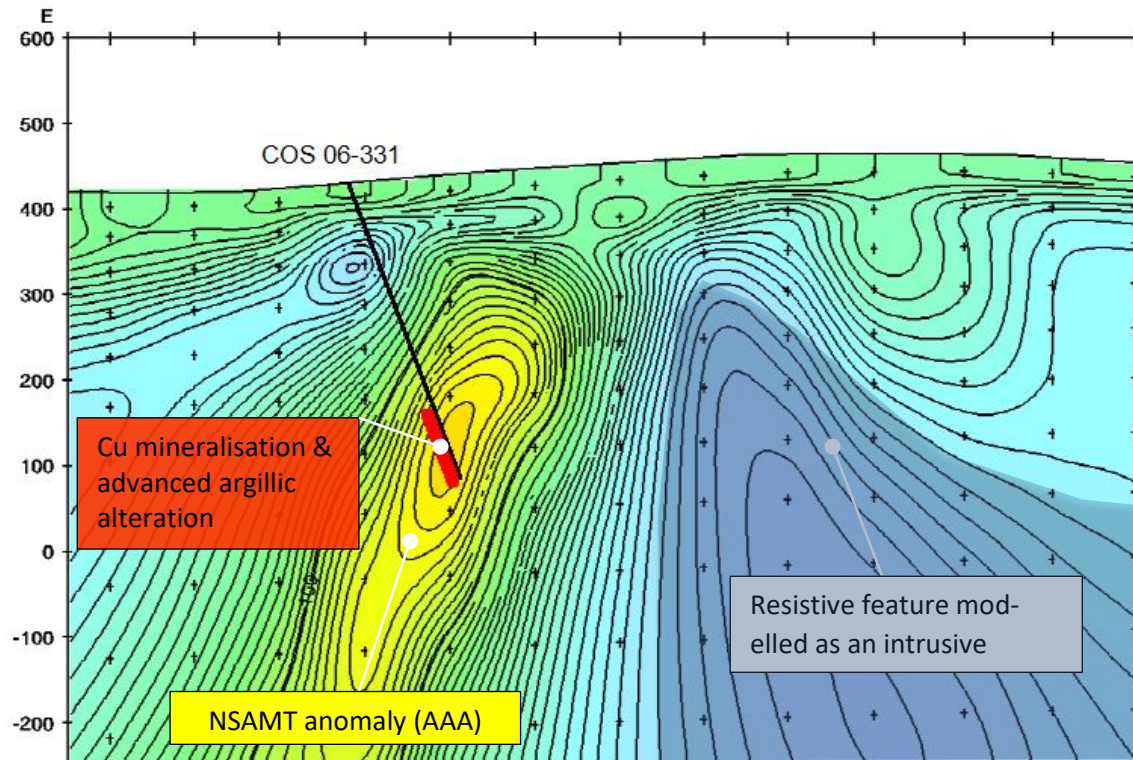 E
600
500
COS 06-331
400
300
200
Cu mineralisation &
advanced argillic
alteration
100
0
100
Resistive feature mod-
elled as an intrusive
-100
NSAMT anomaly (AAA)
-200